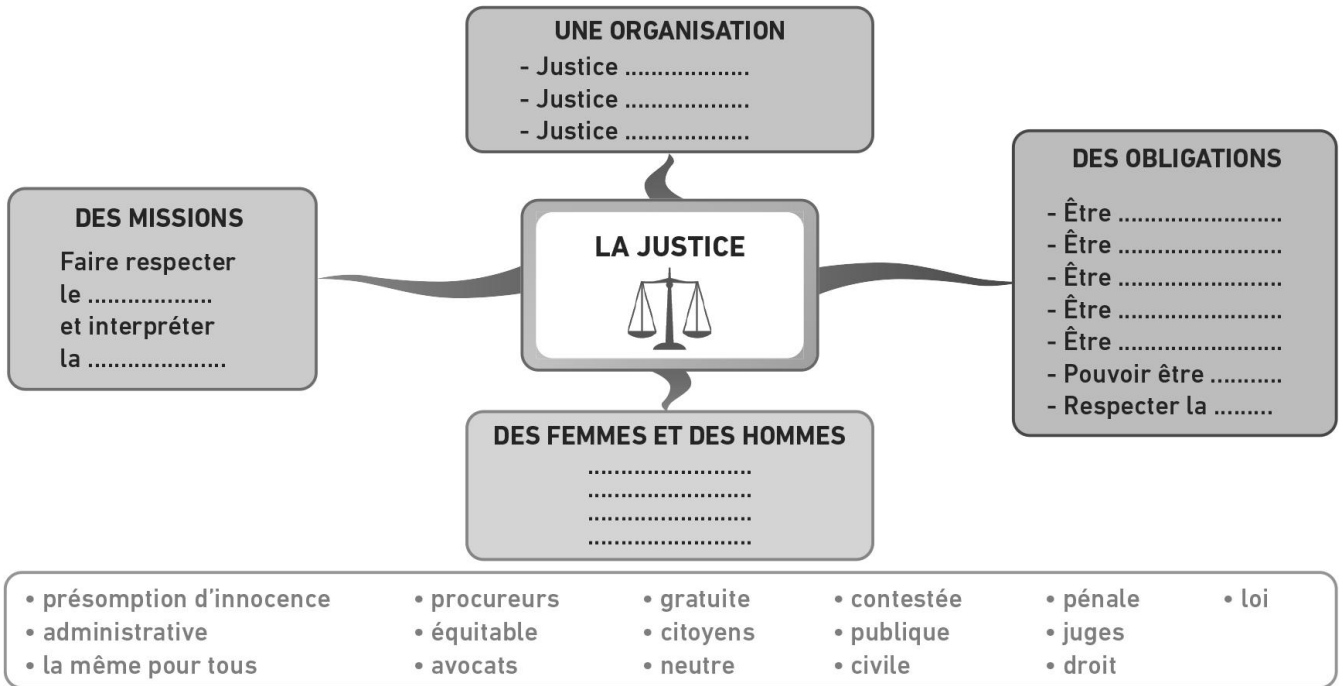 UNE ORGANISATION
- Justice ...................
- Justice ...................
- Justice ...................
DES MISSIONS
Faire respecter
le ...................
et interpréter
la .....................
LA JUSTICE
DES OBLIGATIONS
- Être .........................
- Être .........................
- Être .........................
- Être .........................
- Être .........................
- Pouvoir être ...........
- Respecter la .........
DES FEMMES ET DES HOMMES
.........................
.........................
.........................
.........................
• présomption d'innocence • procureurs • gratuite • contestée • pénale • loi
• administrative • équitable • citoyens • publique • juges
• la même pour tous • avocats • neutre • civile • droit